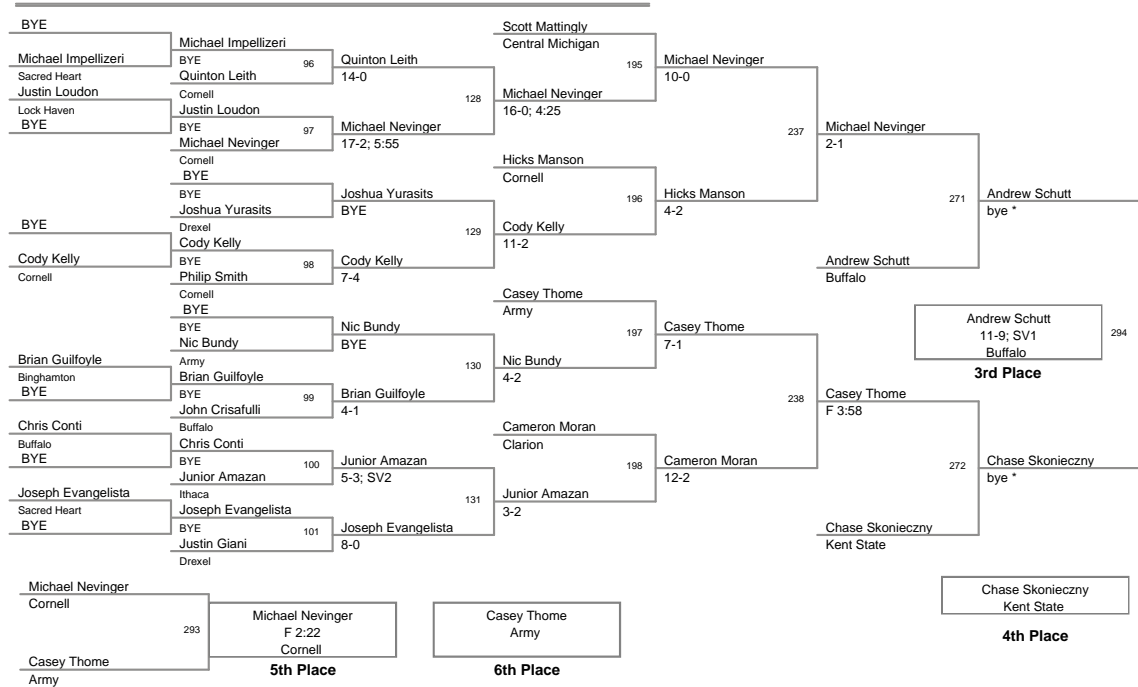 BYE
Michael Impellizeri
Sacred Heart
Justin Loudon
Lock Haven
BYE
BYE
Cody Kelly
Cornell
Brian Guilfoyle
Binghamton
BYE
Chris Conti
Buffalo
BYE
Joseph Evangelista
Sacred Heart
BYE
Michael Impellizeri
BYE
96
Quinton Leith
Cornell
Justin Loudon
BYE
97
Michael Nevinger
Cornell
BYE
BYE
Joshua Yurasits
Drexel
Cody Kelly
BYE
98
Philip Smith
Cornell
BYE
BYE
Nic Bundy
Army
Brian Guilfoyle
BYE
99
John Crisafulli
Buffalo
Chris Conti
BYE
100
Junior Amazan
Ithaca
Joseph Evangelista
BYE
101
Justin Giani
Drexel
Quinton Leith
14-0
128
Michael Nevinger
17-2; 5:55
Joshua Yurasits
BYE
129
Cody Kelly
7-4
Nic Bundy
BYE
130
Brian Guilfoyle
4-1
Junior Amazan
5-3; SV2
131
Joseph Evangelista
8-0
Scott Mattingly
Central Michigan
195
Michael Nevinger
16-0; 4:25
Hicks Manson
Cornell
196
Cody Kelly
11-2
Casey Thome
Army
197
Nic Bundy
4-2
Cameron Moran
Clarion
198
Junior Amazan
3-2
Michael Nevinger
10-0
237
Hicks Manson
4-2
Casey Thome
7-1
238
Cameron Moran
12-2
Michael Nevinger
2-1
271
Andrew Schutt
Buffalo
Casey Thome
F 3:58
272
Chase Skonieczny
Kent State
Andrew Schutt
bye *
Andrew Schutt
11-9; SV1
Buffalo
294
3rd Place
Chase Skonieczny
bye *
Chase Skonieczny
Kent State
4th Place
Michael Nevinger
Cornell
293
Casey Thome
Army
Michael Nevinger
F 2:22
Cornell
5th Place
Casey Thome
Army
6th Place